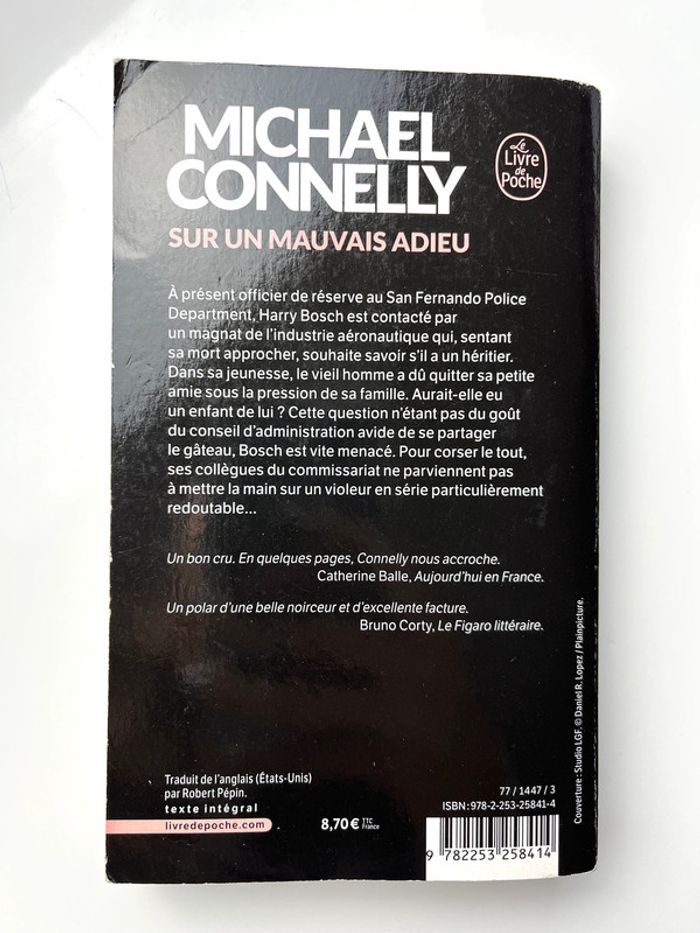 MICHAEL
CONNELLY
Le
Livre
de
Poche
SUR UN MAUVAIS ADIEU
À présent officier de réserve au San Fernando Police
Department, Harry Bosch est contacté par
un magnat de l'industrie aéronautique qui, sentant
sa mort approcher, souhaite savoir s'il a un héritier.
Dans sa jeunesse, le vieil homme a dû quitter sa petite
amie sous la pression de sa famille. Aurait-elle eu
un enfant de lui ? Cette question n'étant pas du goût
du conseil d'administration avide de se partager
le gâteau, Bosch est vite menacé. Pour corser le tout,
ses collègues du commissariat ne parviennent pas
à mettre la main sur un violeur en série particulièrement
redoutable...
Un bon cru. En quelques pages, Connelly nous accroche.
Catherine Balle, Aujourd'hui en France.
Un polar d'une belle noirceur et d'excellente facture.
Bruno Corty, Le Figaro littéraire.
Couverture : Studio LGF. © Daniel R. Lopez / Plainpicture.
Traduit de l'anglais (États-Unis)
par Robert Pépin.
texte intégral
livredepoche.com
8,70 € TTC
France
77 / 1447 / 3
ISBN : 978-2-253-25841-4
9 782253 258414